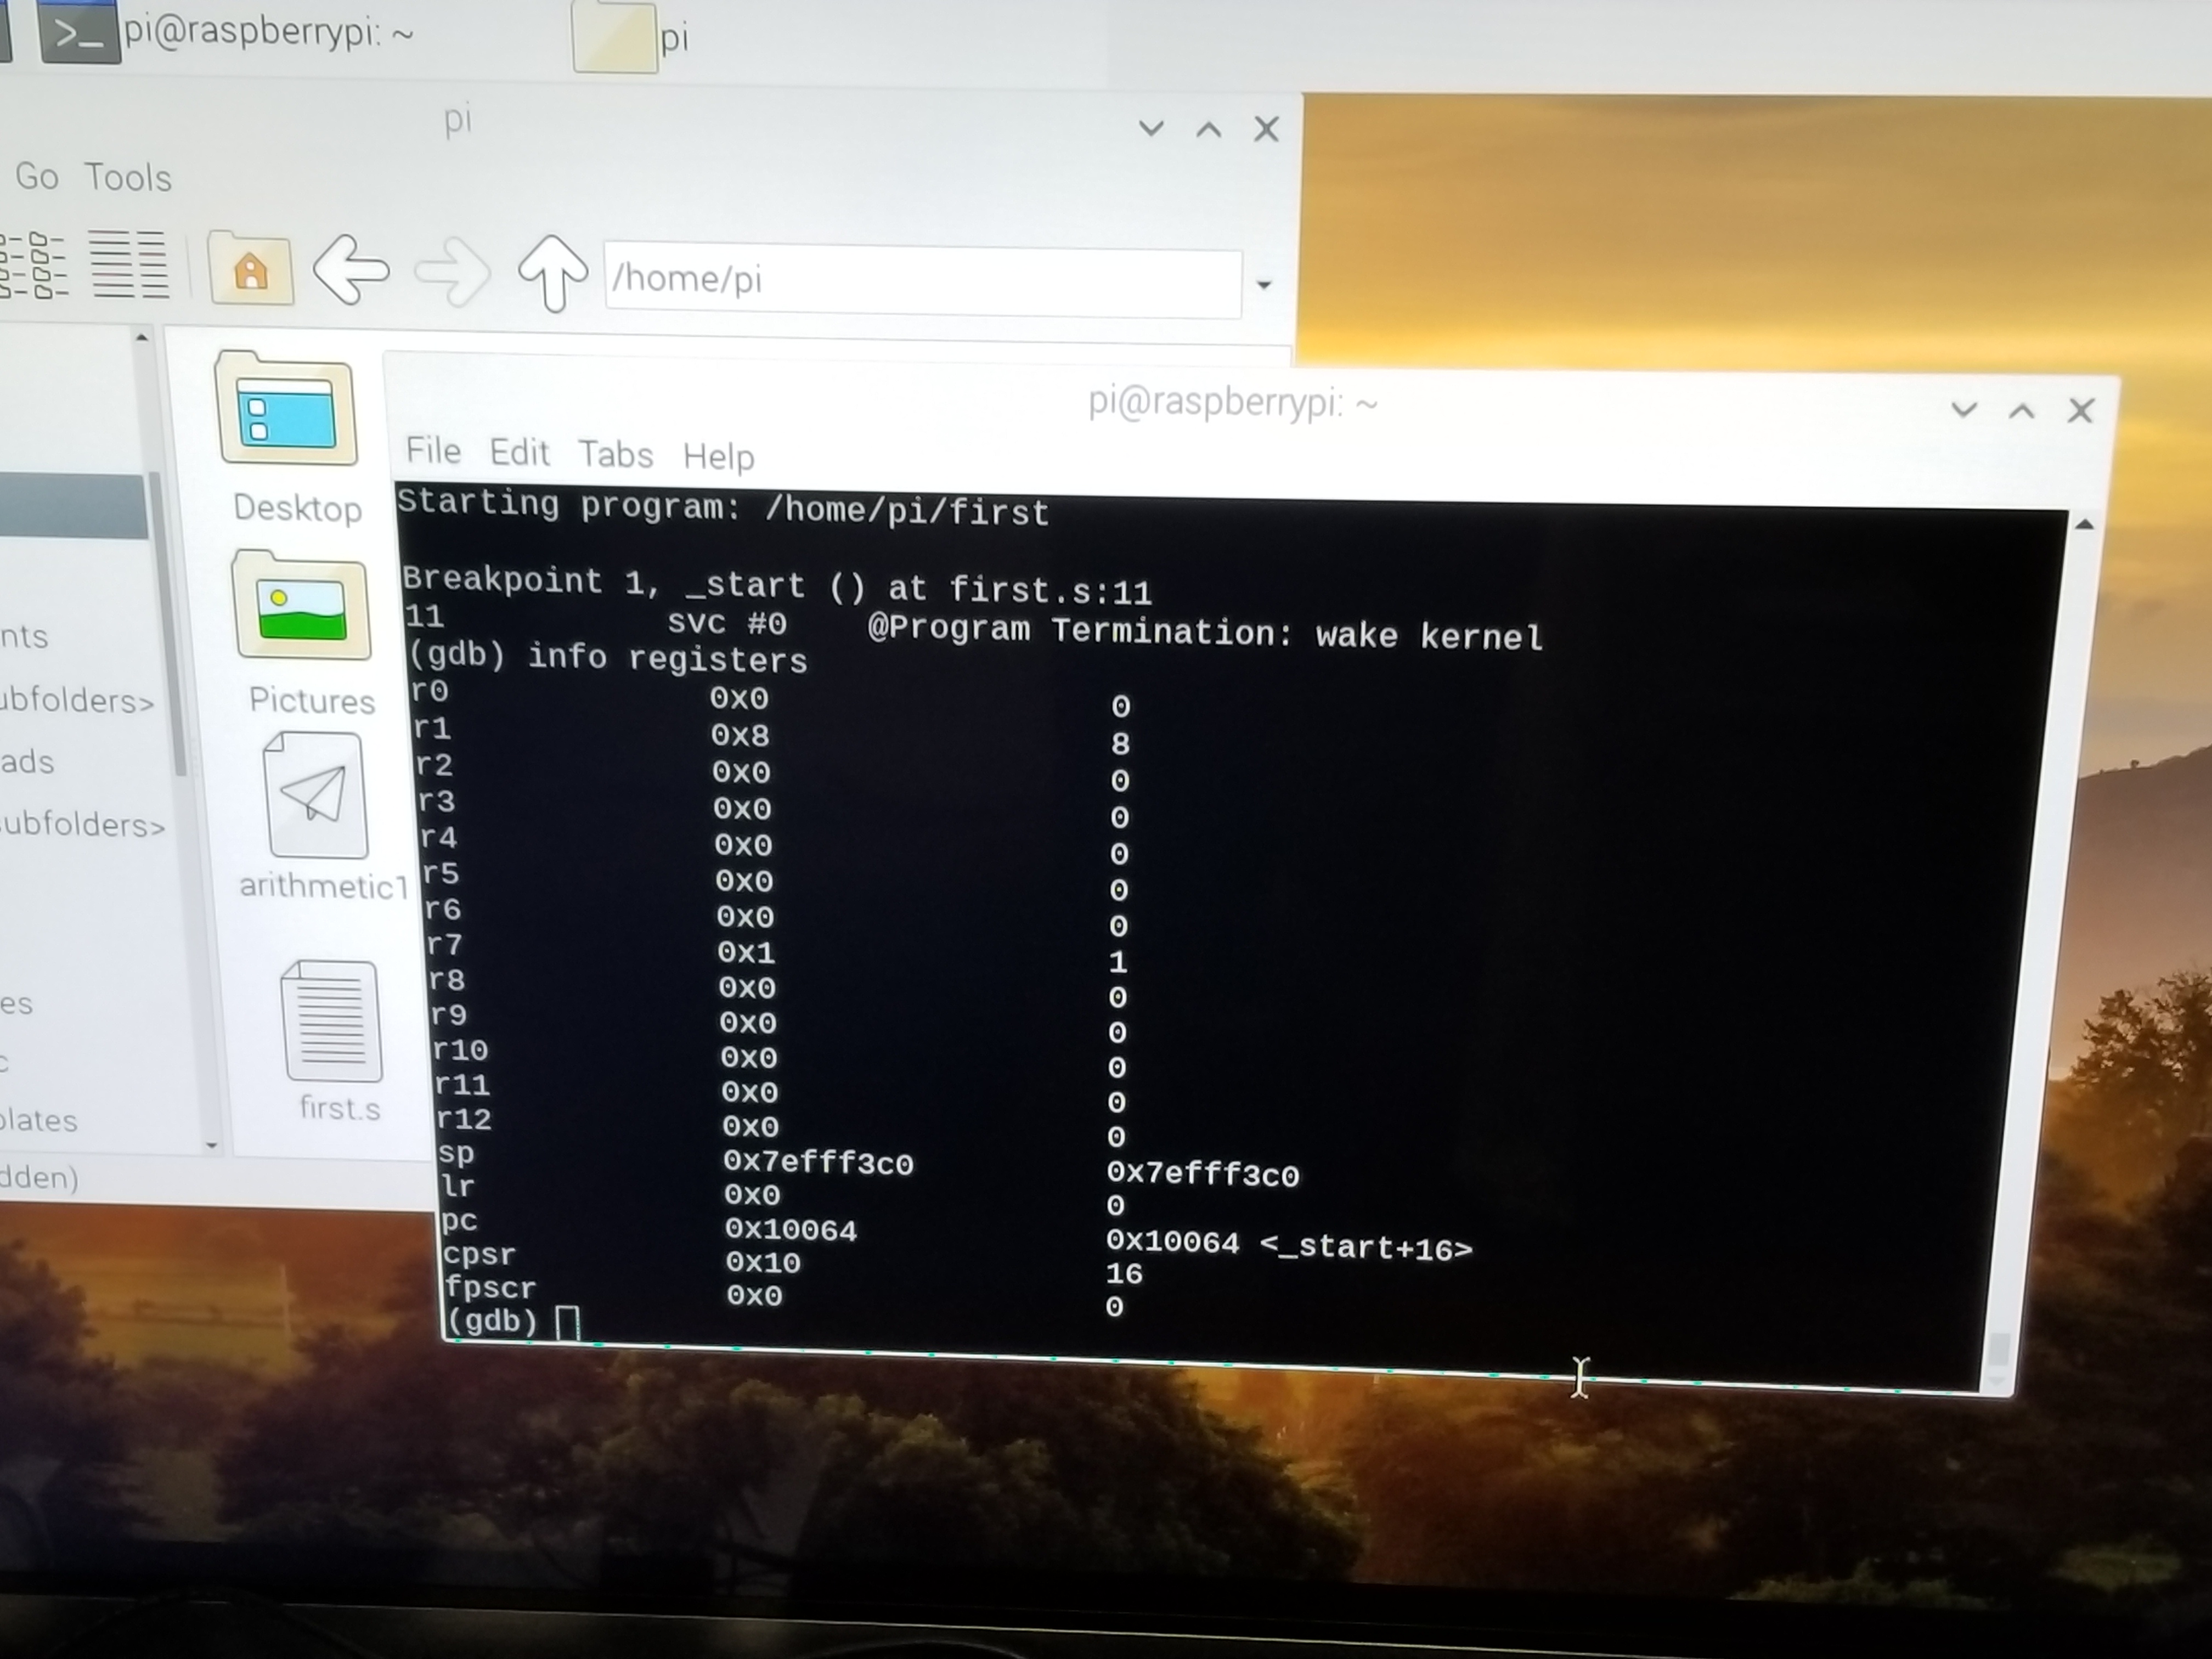 pi@raspberrypi: ~
pi
pi
Go Tools
/home/pi
Desktop
Pictures
arithmetic1
first.s
nts
ubfolders>
ads
subfolders>
es
c
plates
dden)
pi@raspberrypi: ~
File Edit Tabs Help
Starting program: /home/pi/first
Breakpoint 1, _start () at first.s:11
11 svc #0 @Program Termination: wake kernel
(gdb) info registers
r0 0x0 0
r1 0x8 8
r2 0x0 0
r3 0x0 0
r4 0x0 0
r5 0x0 0
r6 0x0 0
r7 0x1 1
r8 0x0 0
r9 0x0 0
r10 0x0 0
r11 0x0 0
r12 0x0 0
sp 0x7efff3c0 0x7efff3c0
lr 0x0 0
pc 0x10064 0x10064 <_start+16>
cpsr 0x10 16
fpscr 0x0 0
(gdb)